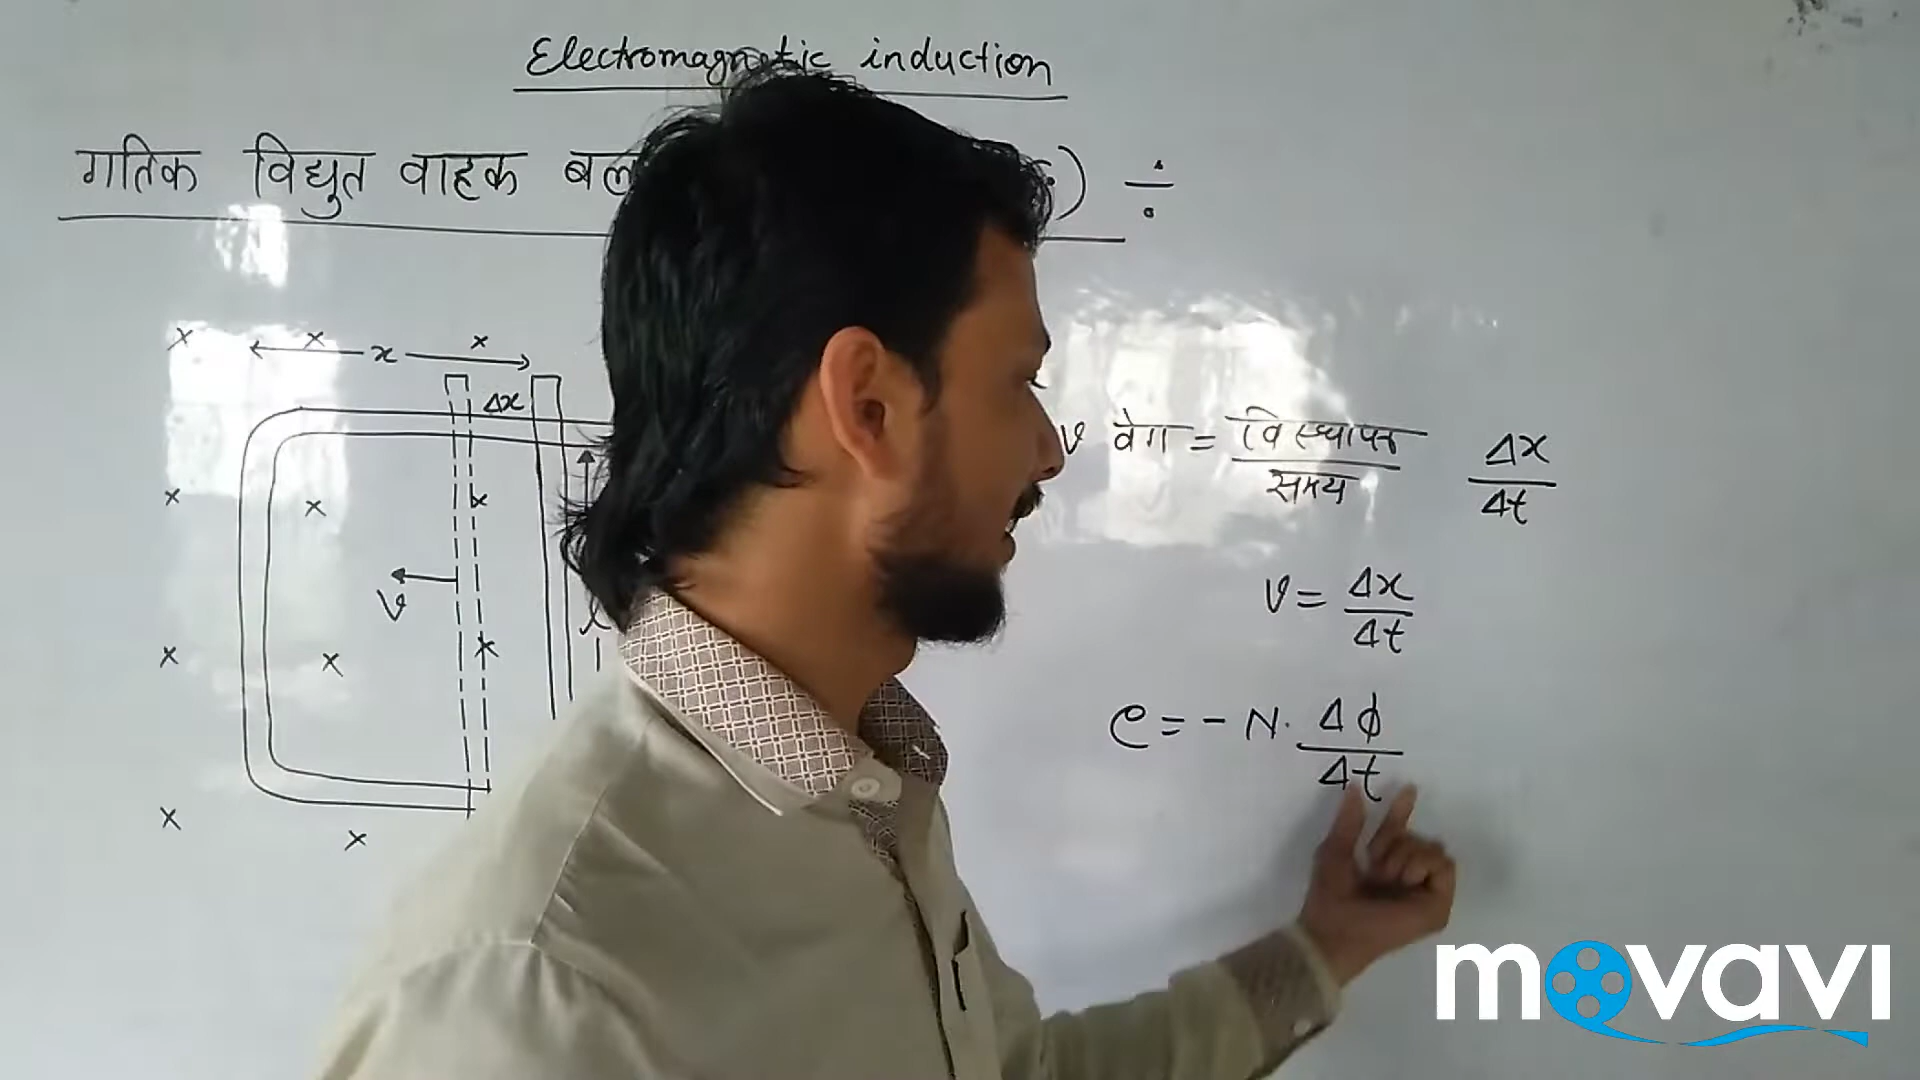 Electromagnetic induction
गतिक विद्युत वाहक बल ) ÷
x x x
x
Δx
v वेग = विस्थापन / समय Δx / Δt
x x x
v
l
v = Δx / Δt
x x x
e = - N. Δϕ / Δt
x x
movavi